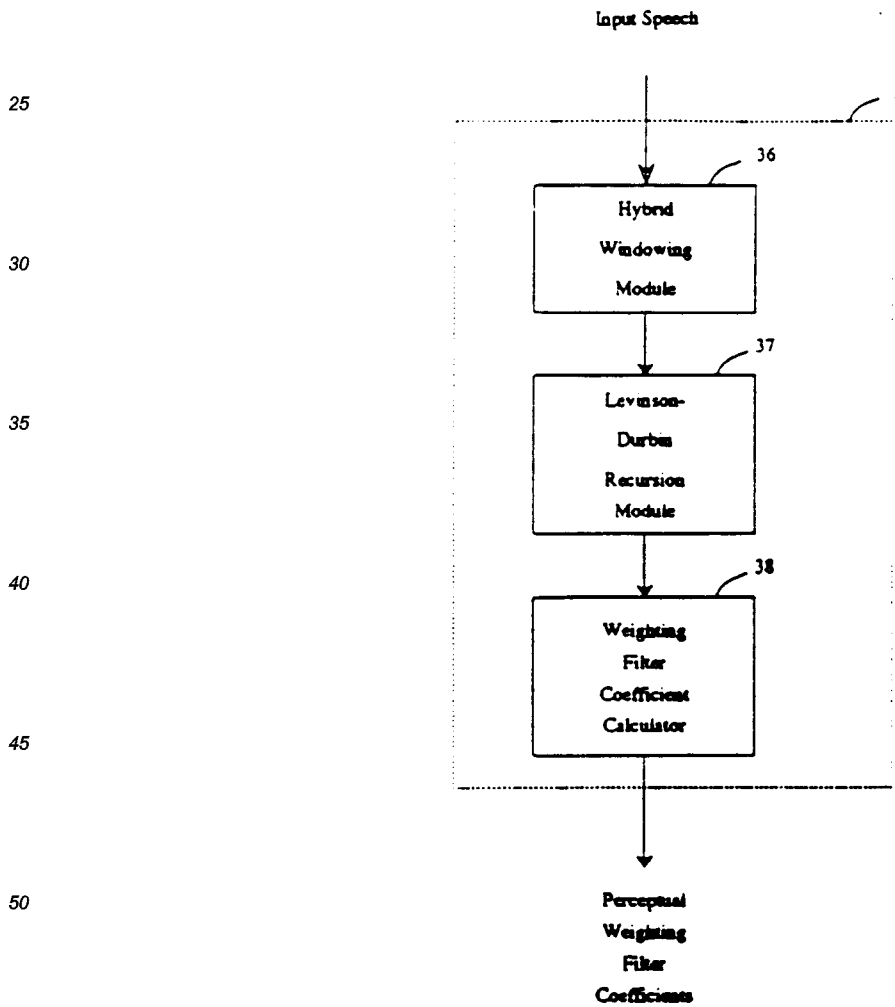 Input Speech
25
36
Hybrid
30
Windowing
Module
37
Levinson-
35
Durbin
Recursion
Module
40
38
Weighting
Filter
Coefficient
Calculator
45
50
Perceptual
Weighting
Filter
Coefficients